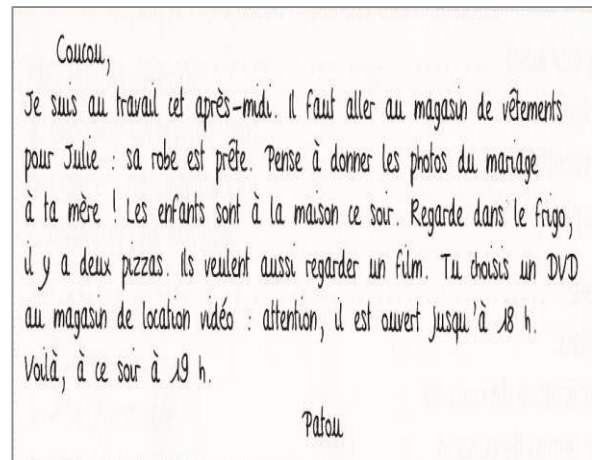 Coucou,
Je suis au travail cet après-midi. Il faut aller au magasin de vêtements
pour Julie : sa robe est prête. Pense à donner les photos du mariage
à ta mère ! Les enfants sont à la maison ce soir. Regarde dans le frigo,
il y a deux pizzas. Ils veulent aussi regarder un film. Tu choisis un DVD
au magasin de location vidéo : attention, il est ouvert jusqu'à 18 h.
Voilà, à ce soir à 19 h.
Patou